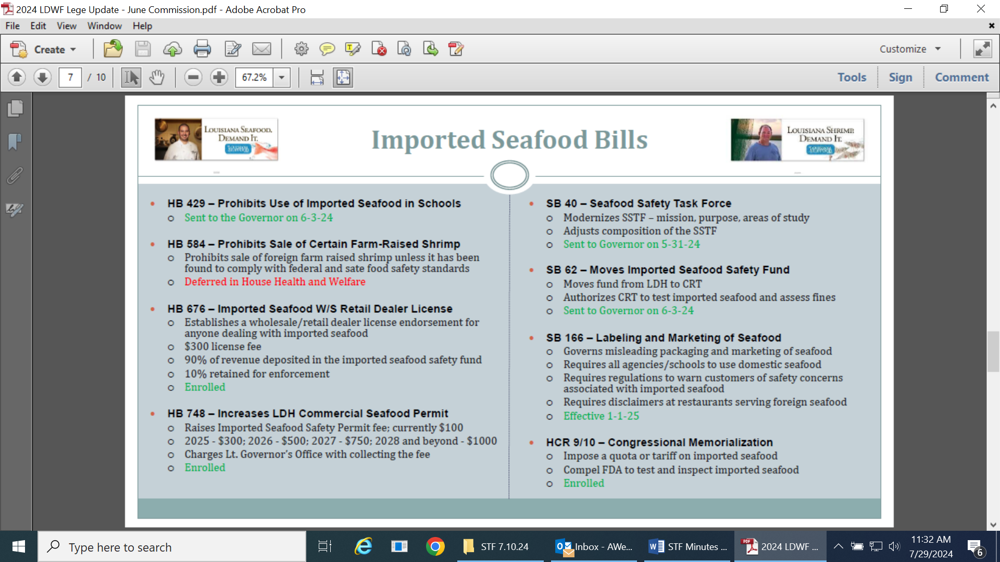 2024 LDWF Lege Update - June Commission.pdf - Adobe Acrobat Pro
File Edit View Window Help
Create
Customize
7 / 10
67.2%
Tools Sign Comment
LOUISIANA SEAFOOD.
DEMAND IT.
Imported Seafood Bills
LOUISIANA SHRIMP.
DEMAND IT.
• HB 429 – Prohibits Use of Imported Seafood in Schools
o Sent to the Governor on 6-3-24
• HB 584 – Prohibits Sale of Certain Farm-Raised Shrimp
o Prohibits sale of foreign farm raised shrimp unless it has been
found to comply with federal and sate food safety standards
o Deferred in House Health and Welfare
• HB 676 – Imported Seafood W/S Retail Dealer License
o Establishes a wholesale/retail dealer license endorsement for
anyone dealing with imported seafood
o $300 license fee
o 90% of revenue deposited in the imported seafood safety fund
o 10% retained for enforcement
o Enrolled
• HB 748 – Increases LDH Commercial Seafood Permit
o Raises Imported Seafood Safety Permit fee; currently $100
o 2025 - $300; 2026 - $500; 2027 - $750; 2028 and beyond - $1000
o Charges Lt. Governor's Office with collecting the fee
o Enrolled
• SB 40 – Seafood Safety Task Force
o Modernizes SSTF – mission, purpose, areas of study
o Adjusts composition of the SSTF
o Sent to Governor on 5-31-24
• SB 62 – Moves Imported Seafood Safety Fund
o Moves fund from LDH to CRT
o Authorizes CRT to test imported seafood and assess fines
o Sent to Governor on 6-3-24
• SB 166 – Labeling and Marketing of Seafood
o Governs misleading packaging and marketing of seafood
o Requires all agencies/schools to use domestic seafood
o Requires regulations to warn customers of safety concerns
associated with imported seafood
o Requires disclaimers at restaurants serving foreign seafood
o Effective 1-1-25
• HCR 9/10 – Congressional Memorialization
o Impose a quota or tariff on imported seafood
o Compel FDA to test and inspect imported seafood
o Enrolled
Type here to search
STF 7.10.24
Inbox - AWe...
STF Minutes ...
2024 LDWF ...
11:32 AM
7/29/2024
6